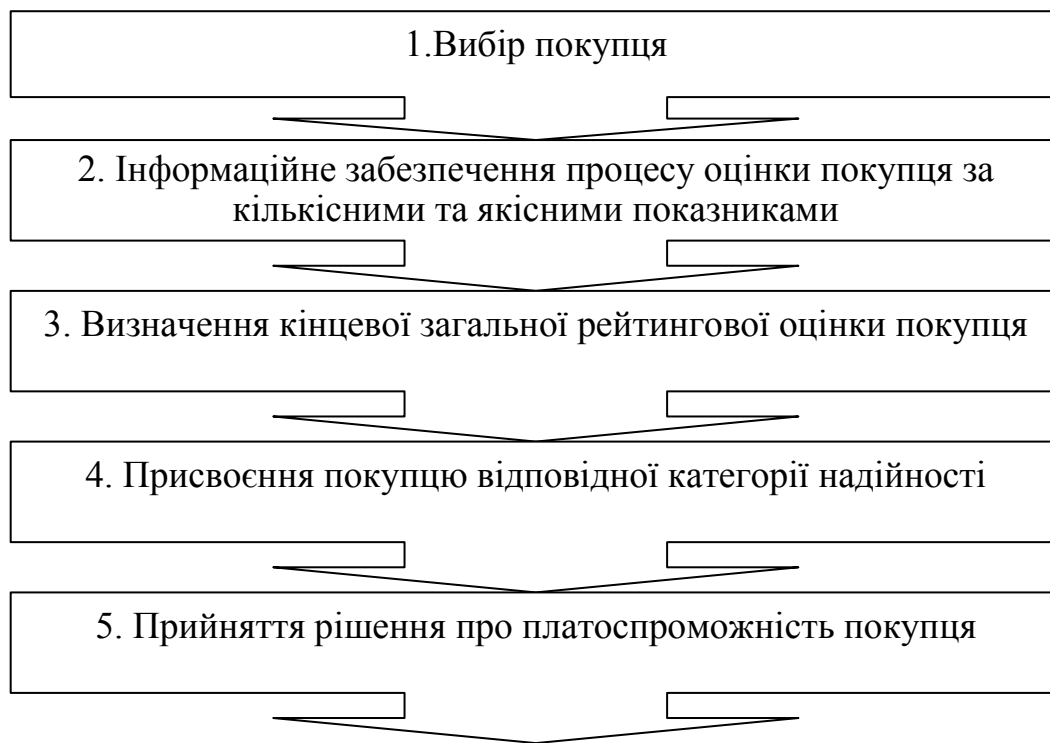 1.Вибір покупця
2. Інформаційне забезпечення процесу оцінки покупця за
кількісними та якісними показниками
3. Визначення кінцевої загальної рейтингової оцінки покупця
4. Присвоєння покупцю відповідної категорії надійності
5. Прийняття рішення про платоспроможність покупця